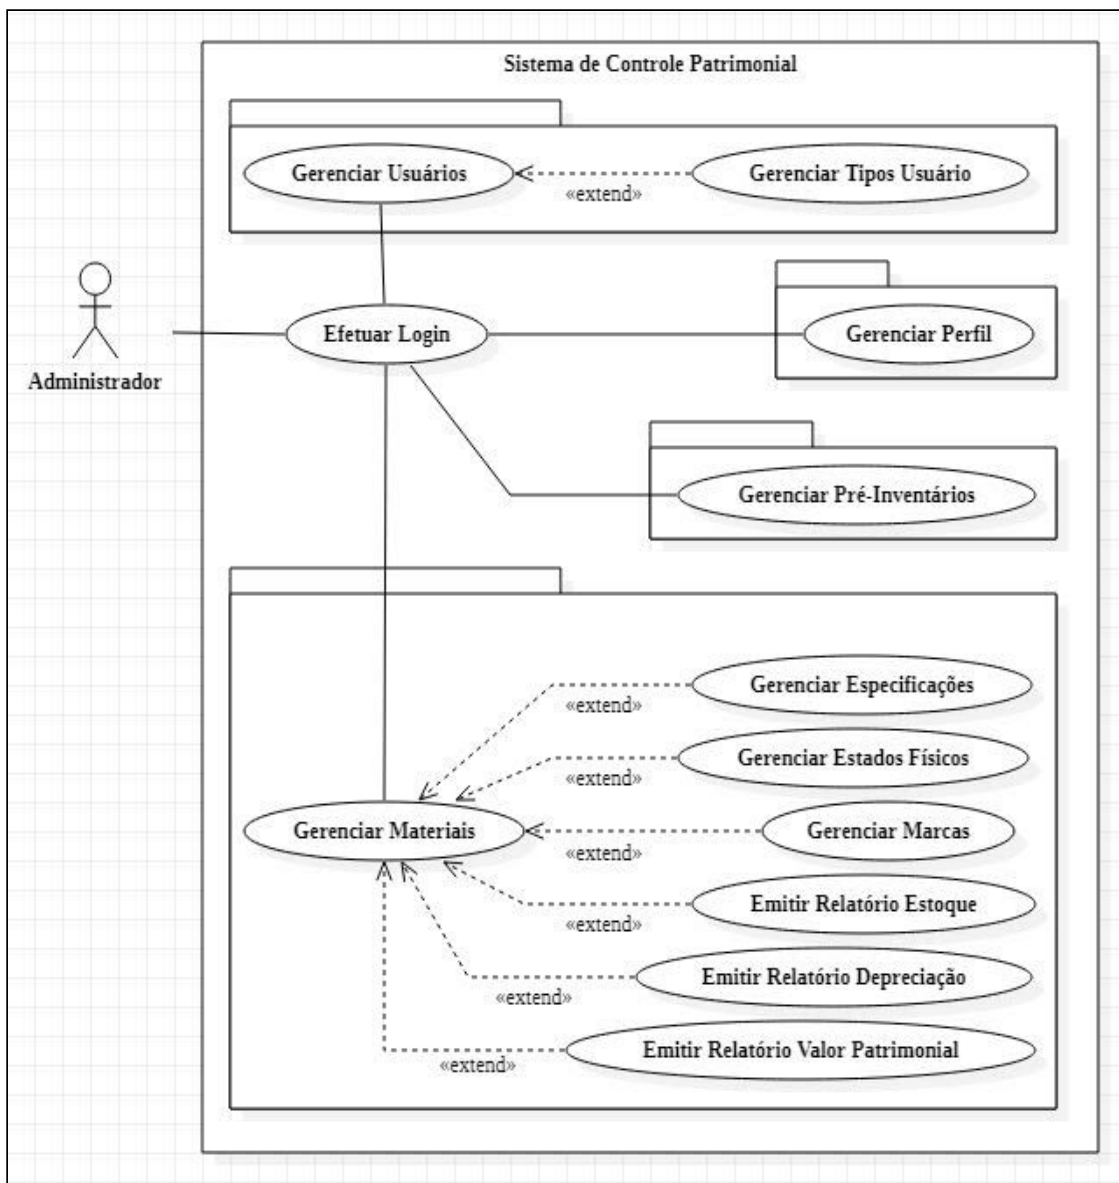 Sistema de Controle Patrimonial
Gerenciar Usuários
Gerenciar Tipos Usuário
«extend»
Administrador
Efetuar Login
Gerenciar Perfil
Gerenciar Pré-Inventários
Gerenciar Especificações
«extend»
Gerenciar Estados Físicos
«extend»
Gerenciar Materiais
Gerenciar Marcas
«extend»
Emitir Relatório Estoque
«extend»
Emitir Relatório Depreciação
«extend»
Emitir Relatório Valor Patrimonial
«extend»